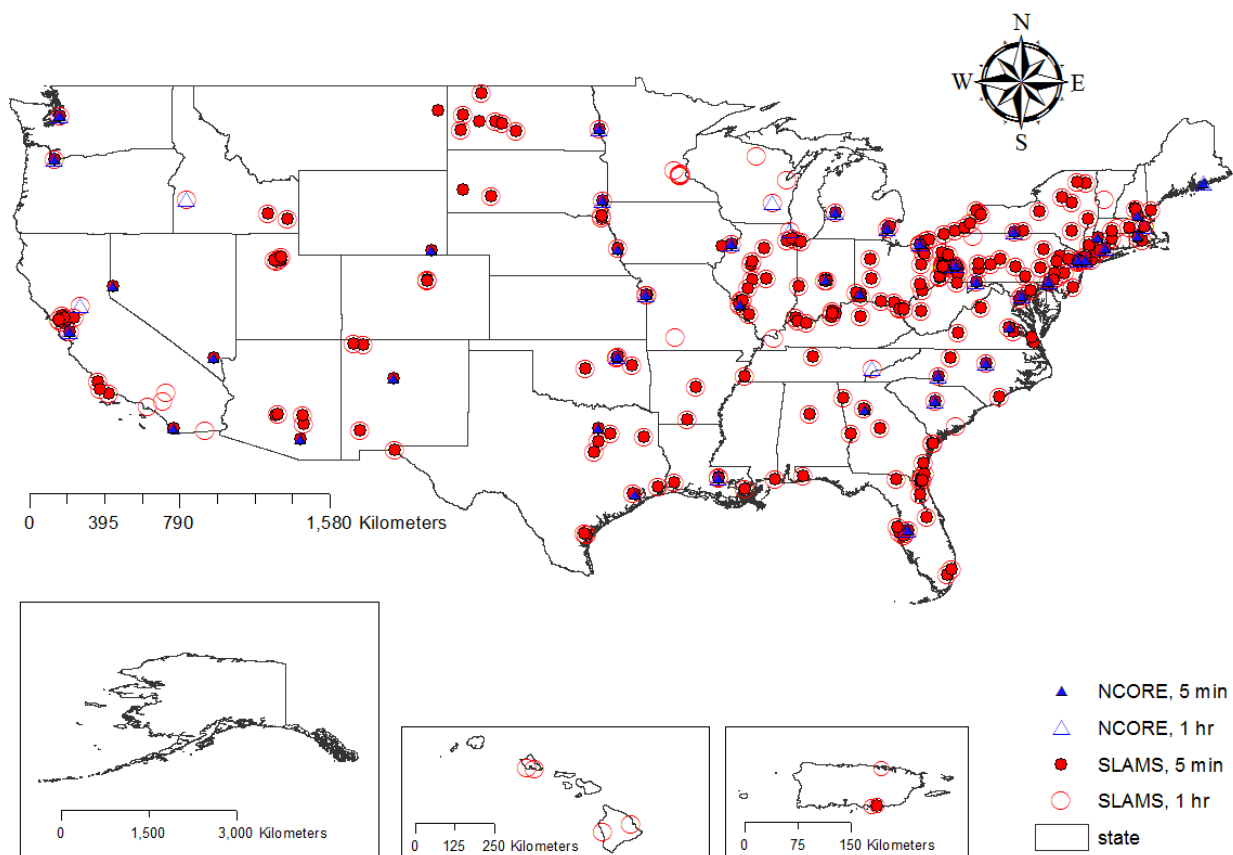 N
W
E
S
0 395 790 1,580 Kilometers
NCORE, 5 min
NCORE, 1 hr
SLAMS, 5 min
SLAMS, 1 hr
state
0 1,500 3,000 Kilometers
0 125 250 Kilometers
0 75 150 Kilometers